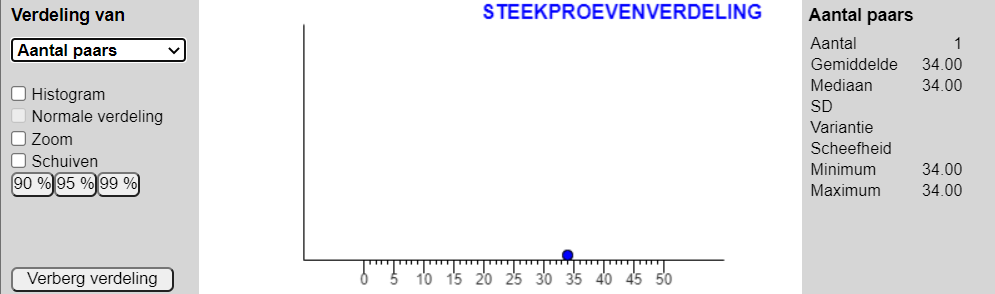 Verdeling van
Aantal paars
Histogram
Normale verdeling
Zoom
Schuiven
90 % 95 % 99 %
Verberg verdeling
STEEKPROEVENVERDELING
0 5 10 15 20 25 30 35 40 45 50
Aantal paars
Aantal 1
Gemiddelde 34.00
Mediaan 34.00
SD
Variantie
Scheefheid
Minimum 34.00
Maximum 34.00